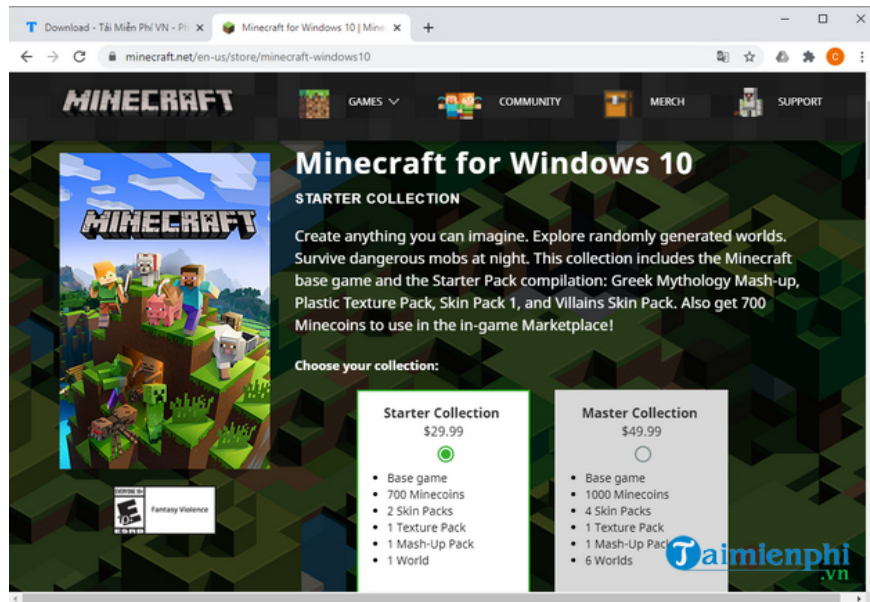 Download - Tải Miễn Phí VN - Ph
Minecraft for Windows 10 | Mine
minecraft.net/en-us/store/minecraft-windows10
C
MINECRAFT
GAMES
COMMUNITY
MERCH
SUPPORT
MINECRAFT
Minecraft for Windows 10
STARTER COLLECTION
Create anything you can imagine. Explore randomly generated worlds.
Survive dangerous mobs at night. This collection includes the Minecraft
base game and the Starter Pack compilation: Greek Mythology Mash-up,
Plastic Texture Pack, Skin Pack 1, and Villains Skin Pack. Also get 700
Minecoins to use in the in-game Marketplace!
Choose your collection:
Starter Collection
$29.99
• Base game
• 700 Minecoins
• 2 Skin Packs
• 1 Texture Pack
• 1 Mash-Up Pack
• 1 World
Master Collection
$49.99
• Base game
• 1000 Minecoins
• 4 Skin Packs
• 1 Texture Pack
• 1 Mash-Up Pack
• 6 Worlds
EVERYONE 10+
E
ESRB
Fantasy Violence
Taimienphi
.vn